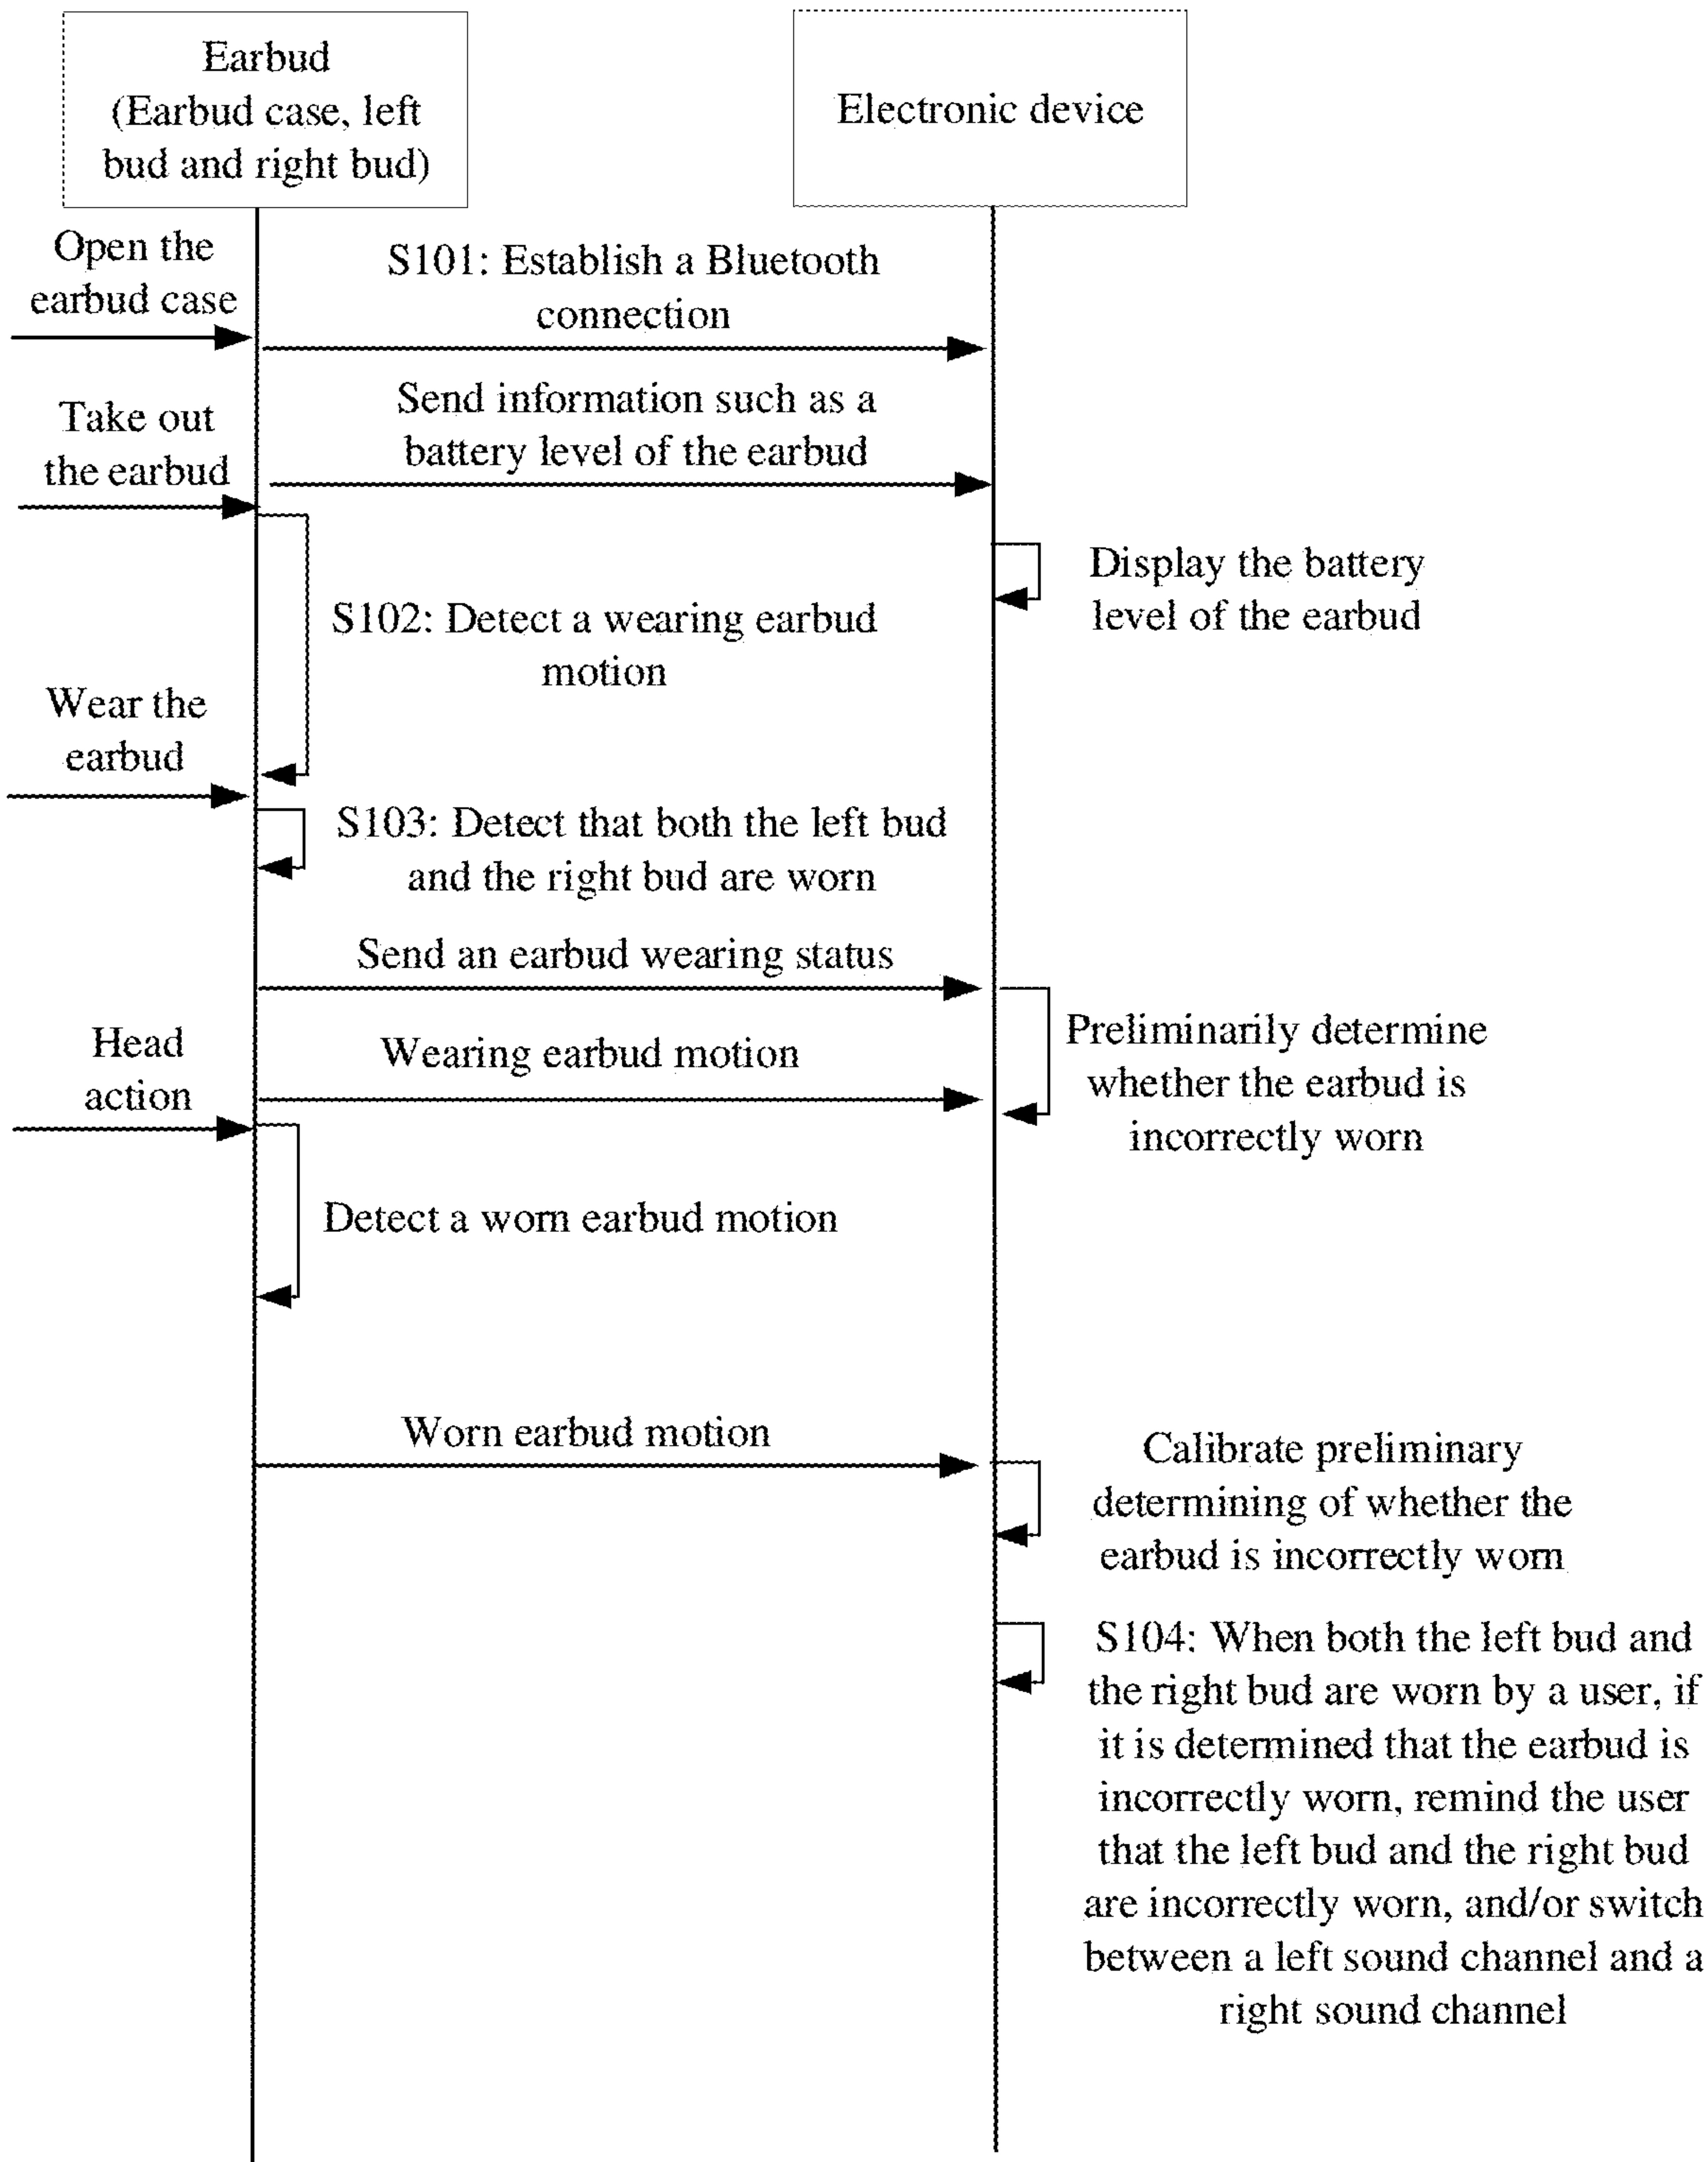 Earbud
(Earbud case, left
bud and right bud)
Electronic device
Open the
earbud case
S101: Establish a Bluetooth
connection
Take out
the earbud
Send information such as a
battery level of the earbud
Display the battery
level of the earbud
S102: Detect a wearing earbud
motion
Wear the
earbud
S103: Detect that both the left bud
and the right bud are worn
Send an earbud wearing status
Head
action
Wearing earbud motion
Preliminarily determine
whether the earbud is
incorrectly worn
Detect a worn earbud motion
Worn earbud motion
Calibrate preliminary
determining of whether the
earbud is incorrectly worn
S104: When both the left bud and
the right bud are worn by a user, if
it is determined that the earbud is
incorrectly worn, remind the user
that the left bud and the right bud
are incorrectly worn, and/or switch
between a left sound channel and a
right sound channel